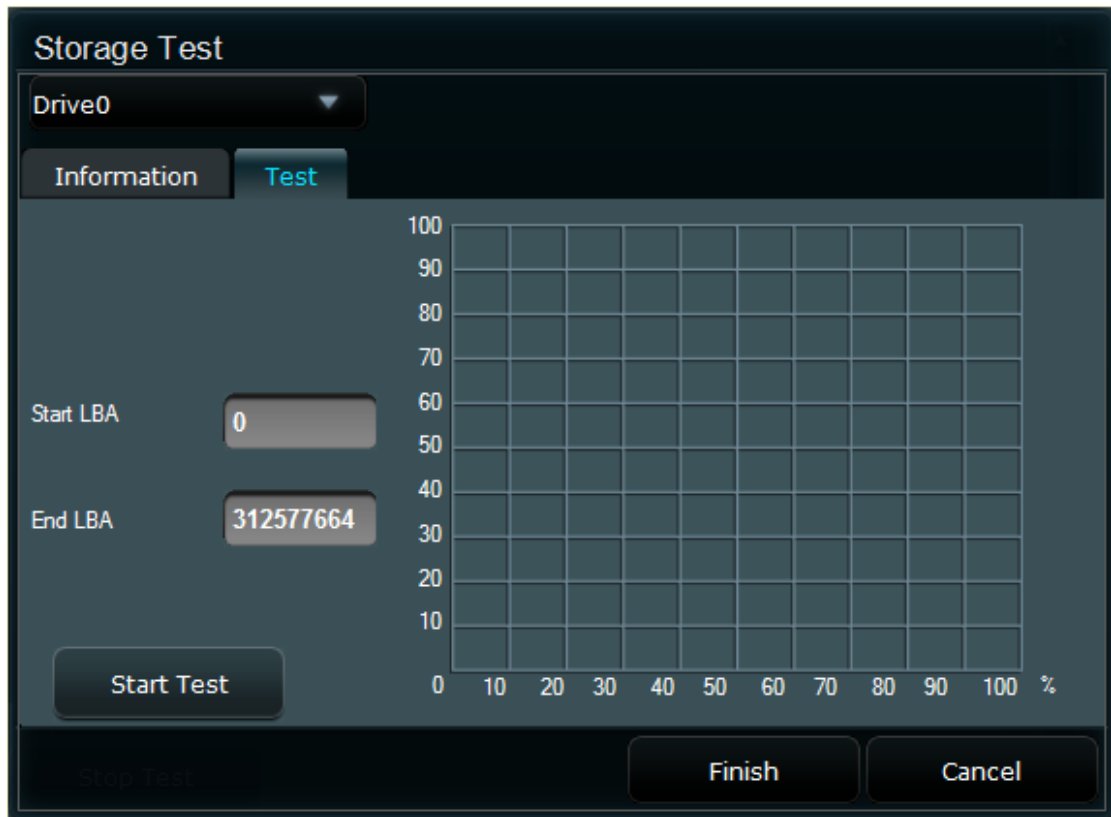 Storage Test
Drive0
Information Test
100
90
80
70
60
50
40
30
20
10
Start LBA 0
End LBA 312577664
Start Test
0 10 20 30 40 50 60 70 80 90 100 %
Stop Test
Finish Cancel